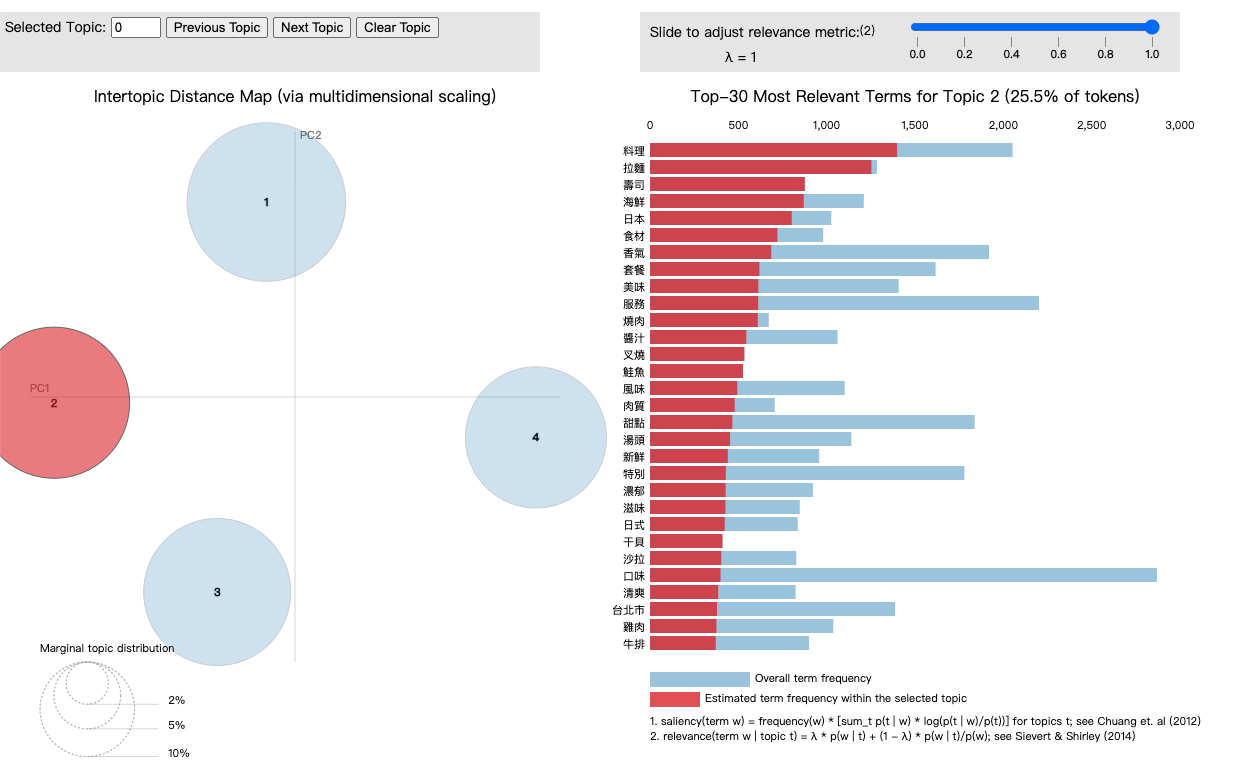 Selected Topic: 0 Previous Topic Next Topic Clear Topic
Slide to adjust relevance metric:(2)
λ = 1
0.0 0.2 0.4 0.6 0.8 1.0
Intertopic Distance Map (via multidimensional scaling)
PC2
1
PC1
2
4
3
Marginal topic distribution
2%
5%
10%
Top-30 Most Relevant Terms for Topic 2 (25.5% of tokens)
0 500 1,000 1,500 2,000 2,500 3,000
料理
拉麵
壽司
海鮮
日本
食材
香氣
套餐
美味
服務
燒肉
醬汁
叉燒
鮭魚
風味
肉質
甜點
湯頭
新鮮
特別
濃郁
滋味
日式
干貝
沙拉
口味
清爽
台北市
雞肉
牛排
Overall term frequency
Estimated term frequency within the selected topic
1. saliency(term w) = frequency(w) * [sum_t p(t | w) * log(p(t | w)/p(t))] for topics t; see Chuang et. al (2012)
2. relevance(term w | topic t) = λ * p(w | t) + (1 - λ) * p(w | t)/p(w); see Sievert & Shirley (2014)